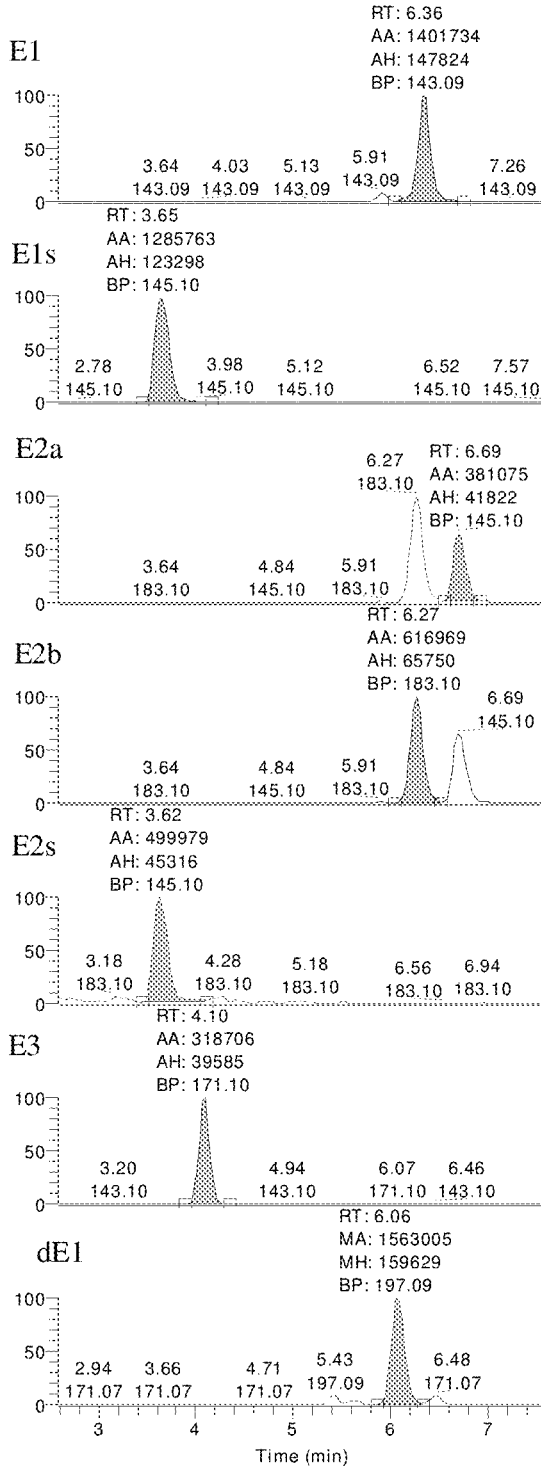 RT: 6.36
AA: 1401734
AH: 147824
BP: 143.09
E1
100
50
0
3.64 4.03 5.13 5.91 7.26
143.09 143.09 143.09 143.09 143.09
RT: 3.65
AA: 1285763
AH: 123298
BP: 145.10
E1s
100
50
0
2.78 3.98 5.12 6.52 7.57
145.10 145.10 145.10 145.10 145.10
E2a
RT: 6.69
AA: 381075
AH: 41822
BP: 145.10
6.27
183.10
100
50
0
3.64 4.84 5.91
183.10 145.10 183.10
RT: 6.27
AA: 616969
AH: 65750
BP: 183.10
E2b
6.69
145.10
100
50
0
3.64 4.84 5.91
183.10 145.10 183.10
RT: 3.62
AA: 499979
AH: 45316
BP: 145.10
E2s
100
50
0
3.18 4.28 5.18 6.56 6.94
183.10 183.10 183.10 183.10 183.10
RT: 4.10
AA: 318706
AH: 39585
BP: 171.10
E3
100
50
0
3.20 4.94 6.07 6.46
143.10 143.10 171.10 143.10
RT: 6.06
MA: 1563005
MH: 159629
BP: 197.09
dE1
100
50
0
2.94 3.66 4.71 5.43 6.48
171.07 171.07 171.07 197.09 171.07
3 4 5 6 7
Time (min)